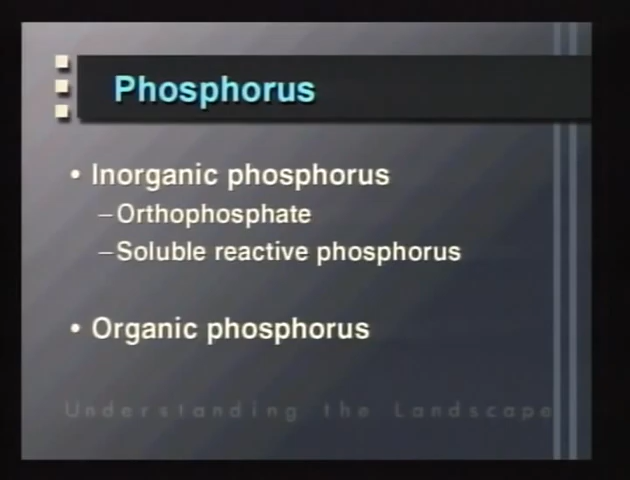 Phosphorus
• Inorganic phosphorus
– Orthophosphate
– Soluble reactive phosphorus
• Organic phosphorus
Understanding the Landscape